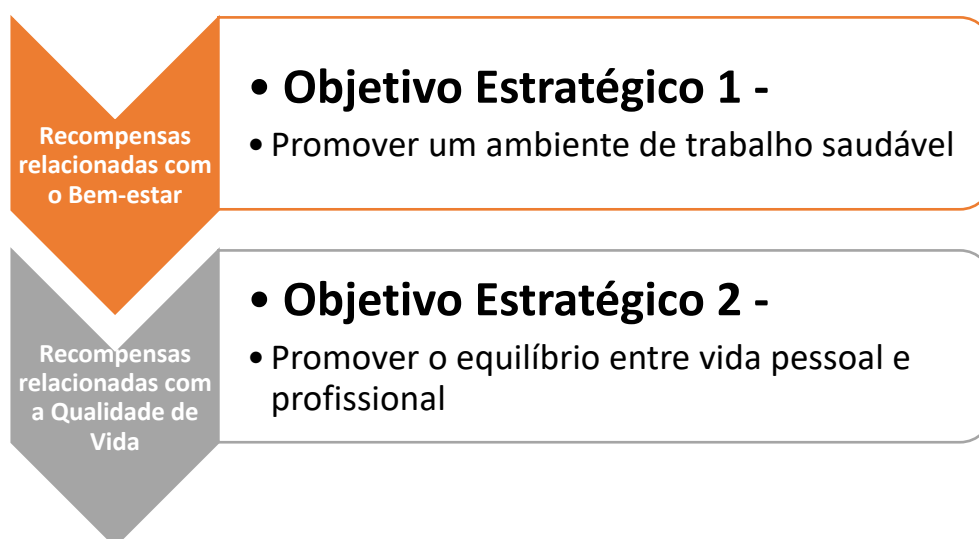 Recompensas
relacionadas com
o Bem-estar
• Objetivo Estratégico 1 -
• Promover um ambiente de trabalho saudável
Recompensas
relacionadas com
a Qualidade de
Vida
• Objetivo Estratégico 2 -
• Promover o equilíbrio entre vida pessoal e
profissional